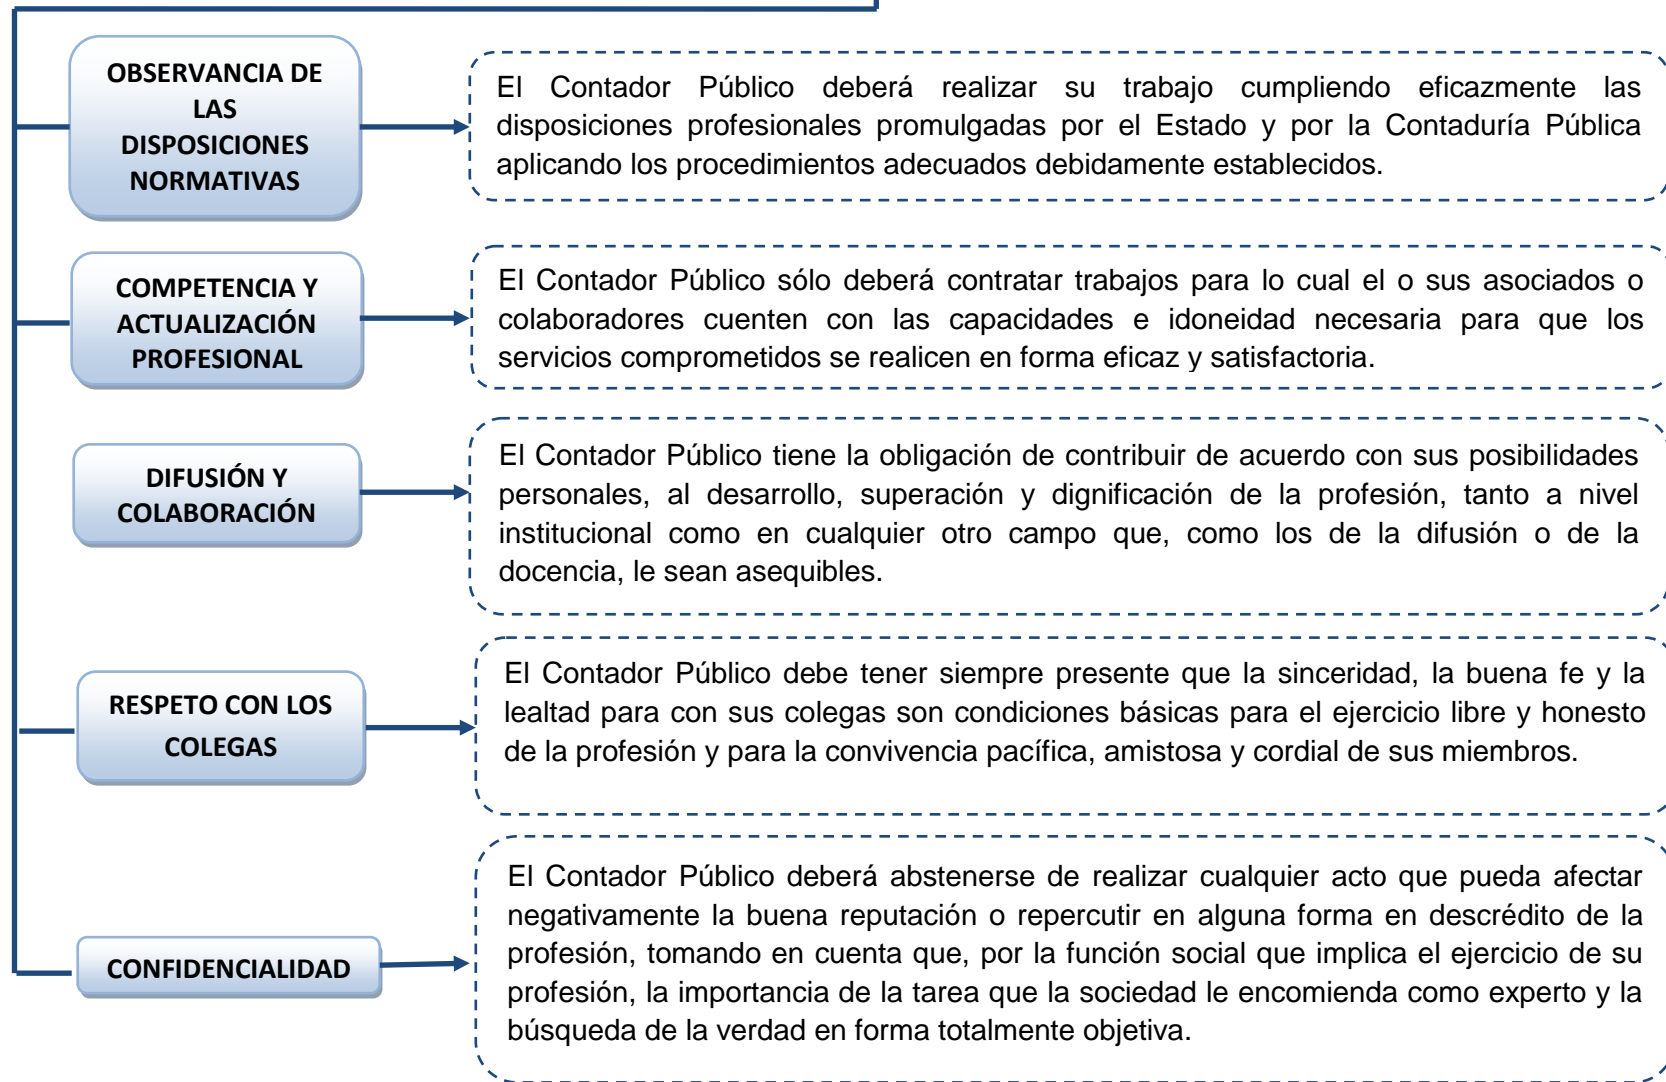 OBSERVANCIA DE
LAS
DISPOSICIONES
NORMATIVAS
El Contador Público deberá realizar su trabajo cumpliendo eficazmente las
disposiciones profesionales promulgadas por el Estado y por la Contaduría Pública
aplicando los procedimientos adecuados debidamente establecidos.
COMPETENCIA Y
ACTUALIZACIÓN
PROFESIONAL
El Contador Público sólo deberá contratar trabajos para lo cual el o sus asociados o
colaboradores cuenten con las capacidades e idoneidad necesaria para que los
servicios comprometidos se realicen en forma eficaz y satisfactoria.
DIFUSIÓN Y
COLABORACIÓN
El Contador Público tiene la obligación de contribuir de acuerdo con sus posibilidades
personales, al desarrollo, superación y dignificación de la profesión, tanto a nivel
institucional como en cualquier otro campo que, como los de la difusión o de la
docencia, le sean asequibles.
RESPETO CON LOS
COLEGAS
El Contador Público debe tener siempre presente que la sinceridad, la buena fe y la
lealtad para con sus colegas son condiciones básicas para el ejercicio libre y honesto
de la profesión y para la convivencia pacífica, amistosa y cordial de sus miembros.
CONFIDENCIALIDAD
El Contador Público deberá abstenerse de realizar cualquier acto que pueda afectar
negativamente la buena reputación o repercutir en alguna forma en descrédito de la
profesión, tomando en cuenta que, por la función social que implica el ejercicio de su
profesión, la importancia de la tarea que la sociedad le encomienda como experto y la
búsqueda de la verdad en forma totalmente objetiva.